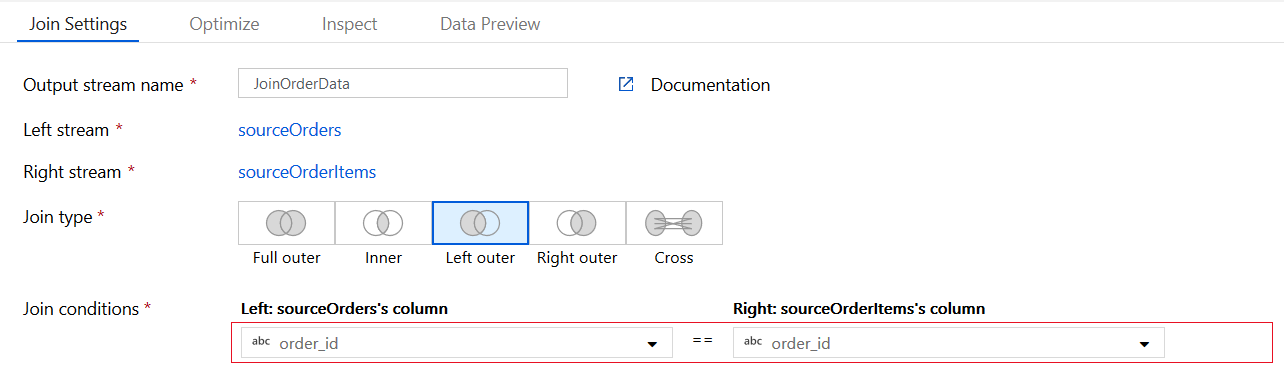 Join Settings Optimize Inspect Data Preview
Output stream name * JoinOrderData Documentation
Left stream * sourceOrders
Right stream * sourceOrderItems
Join type *
Full outer Inner Left outer Right outer Cross
Join conditions * Left: sourceOrders's column Right: sourceOrderItems's column
abc order_id == abc order_id